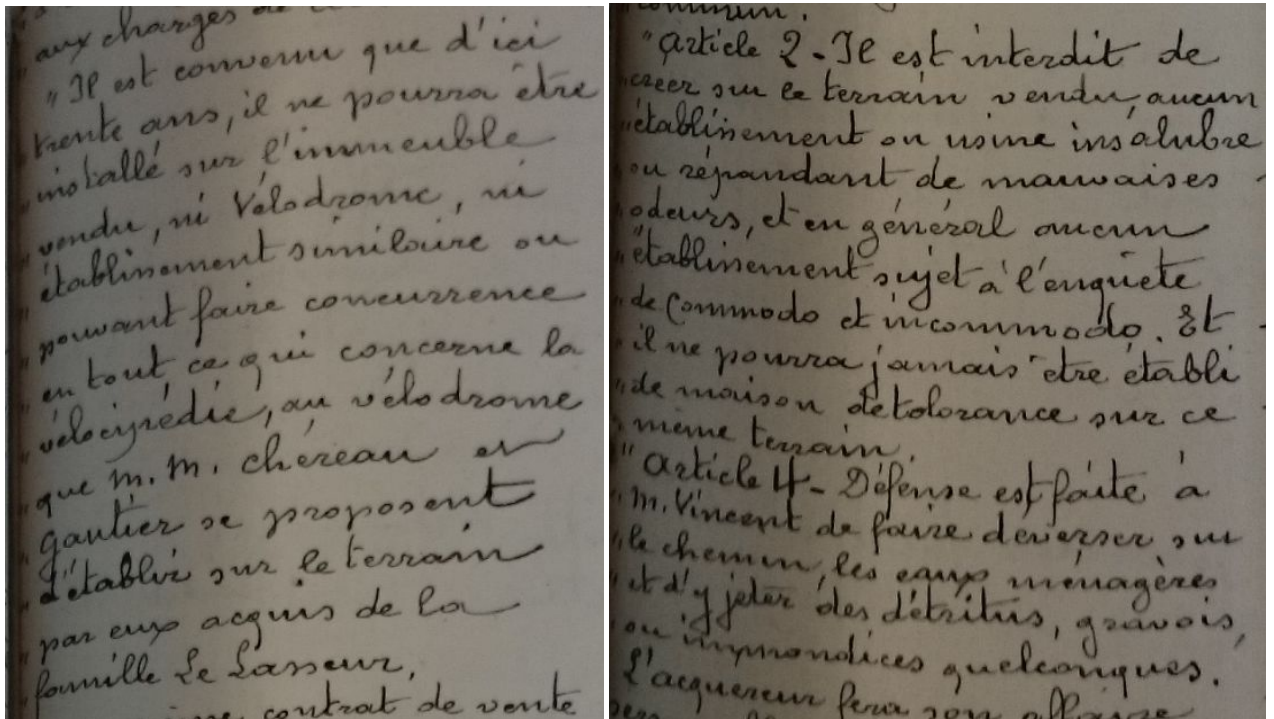 aux charges de
"Il est convenu que d'ici
"trente ans, il ne pourra être
"installé sur l'immeuble
"vendu, ni Vélodrome, ni
"établissement similaire ou
"pouvant faire concurrence
"en tout ce qui concerne la
"vélocipédie, au vélodrome
"que M. M. Chéreau et
"Gautier se proposent
"d'établir sur le terrain
"par eux acquis de la
"famille Le Lasseur,
contrat de vente
commun.
"Article 2 - Il est interdit de
"créer sur le terrain vendu, aucun
"établissement ou usine insalubre
"ou répandant de mauvaises
"odeurs, et en général aucun
"établissement sujet à l'enquête
"de Commodo et incommodo. Et
"il ne pourra jamais être établi
"de maison de tolorance sur ce
"même terrain.
"Article 4 - Défense est faite à
"M. Vincent de faire déverser sur
"le chemin, les eaux ménagères
"et d'y jeter des détritus, gravois,
"ou immondices quelconques.
"L'acquereur fera son affaire